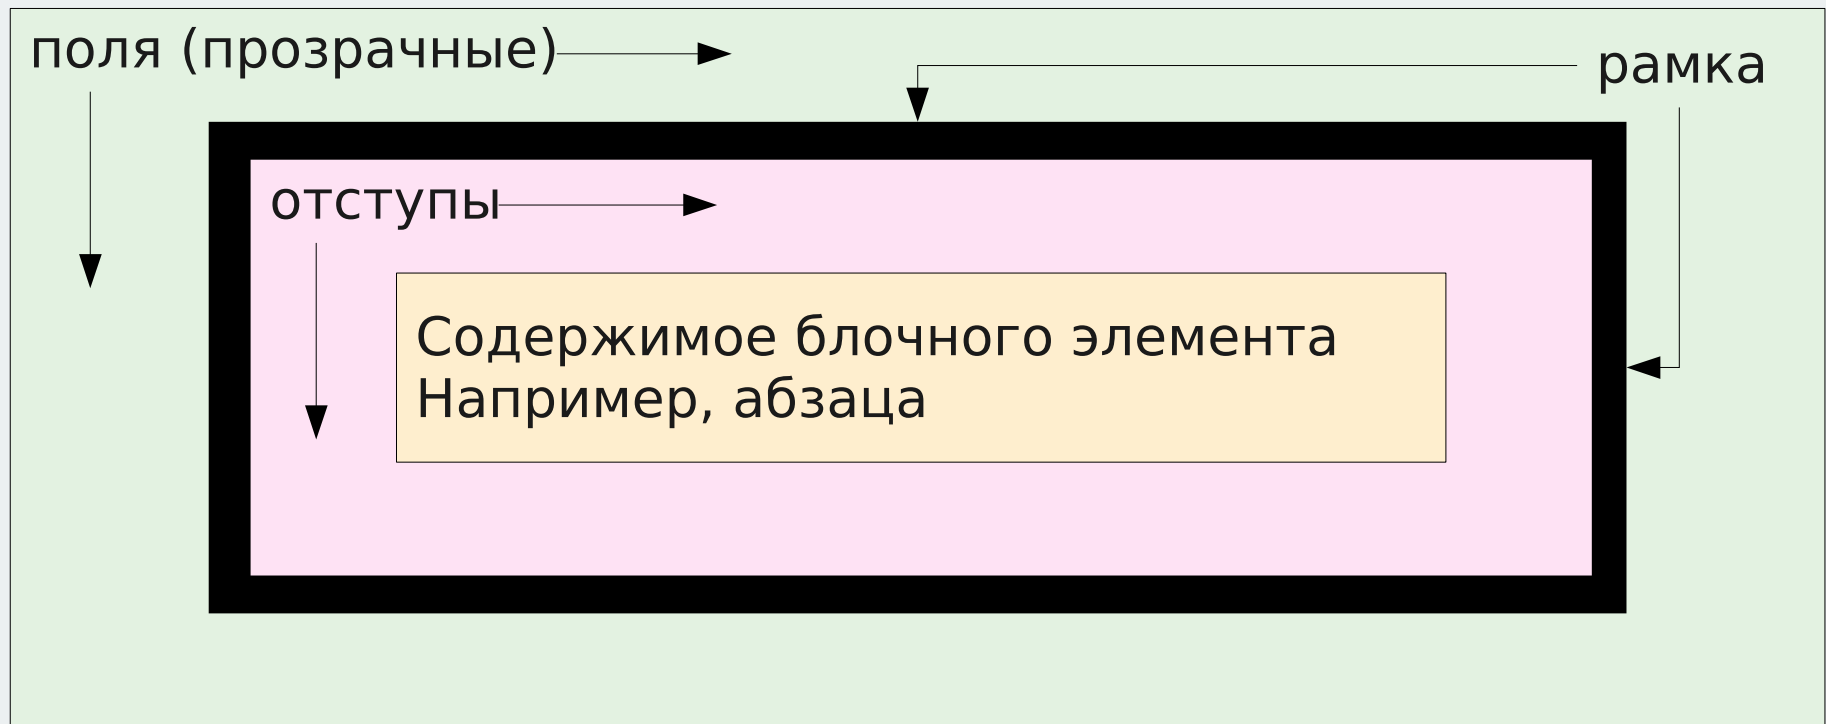 поля (прозрачные)
рамка
отступы
Содержимое блочного элемента
Например, абзаца